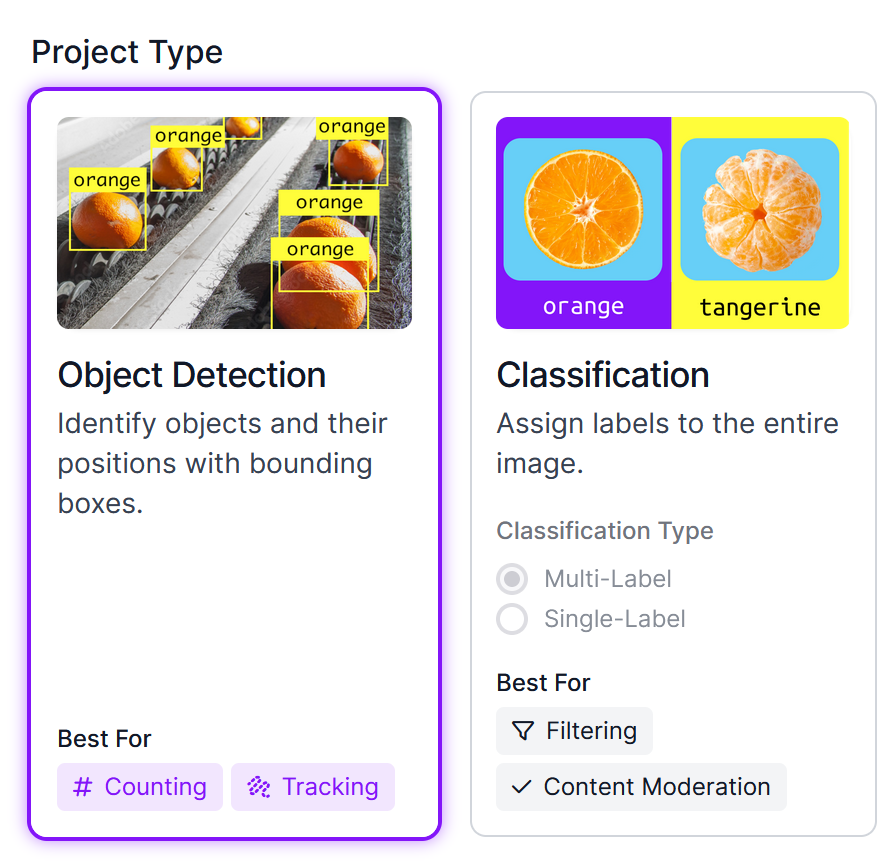 Project Type
orange
orange
orange
orange
orange
Object Detection
Identify objects and their
positions with bounding
boxes.
Best For
# Counting
Tracking
orange
tangerine
Classification
Assign labels to the entire
image.
Classification Type
Multi-Label
Single-Label
Best For
Filtering
Content Moderation